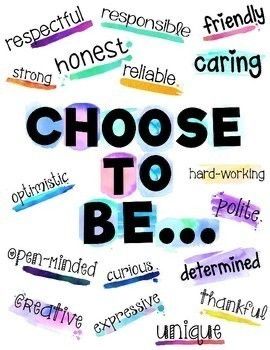 respectful
responsible
friendly
strong
honest
reliable.
caring
CHOOSE
TO
BE...
optimistic
hard-working
polite.
open-minded
curious.
determined
creative
expressive
thankful
unique